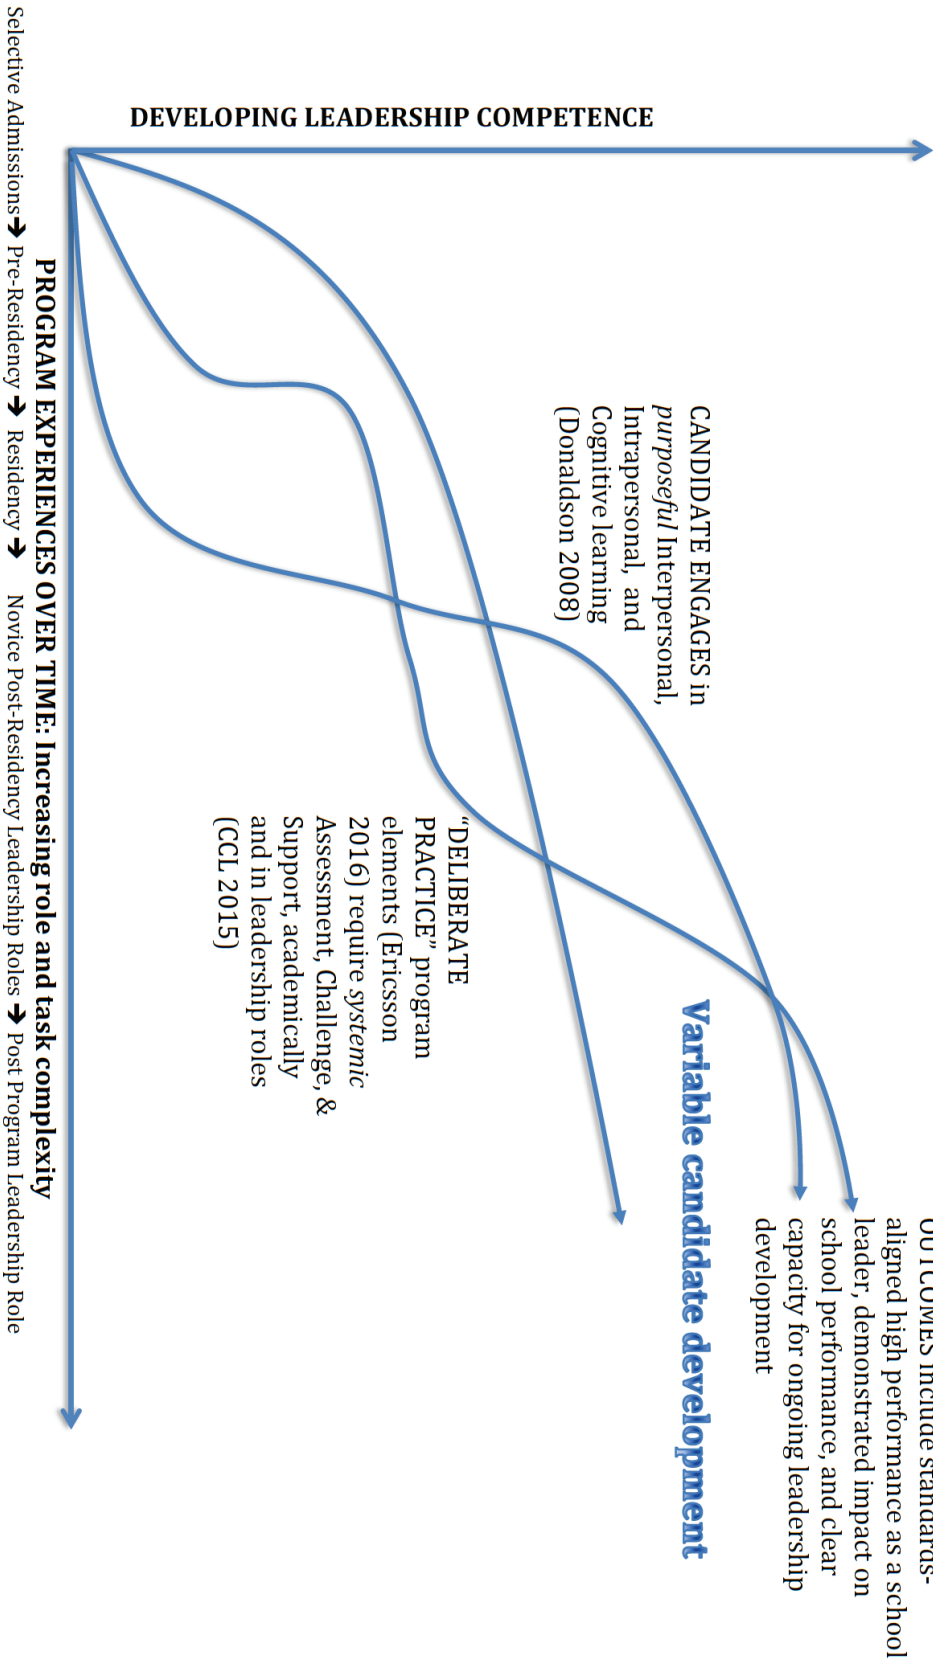 OUTCOMES include standards-
aligned high performance as a school
leader, demonstrated impact on
school performance, and clear
capacity for ongoing leadership
development
CANDIDATE ENGAGES in
purposeful Interpersonal,
Intrapersonal, and
Cognitive learning
(Donaldson 2008)
Variable candidate development
"DELIBERATE
PRACTICE" program
elements (Ericsson
2016) require systemic
Assessment, Challenge, &
Support, academically
and in leadership roles
(CCL 2015)
DEVELOPING LEADERSHIP COMPETENCE
PROGRAM EXPERIENCES OVER TIME: Increasing role and task complexity
Selective Admissions➔ Pre-Residency ➔ Residency ➔ Novice Post-Residency Leadership Roles ➔ Post Program Leadership Role